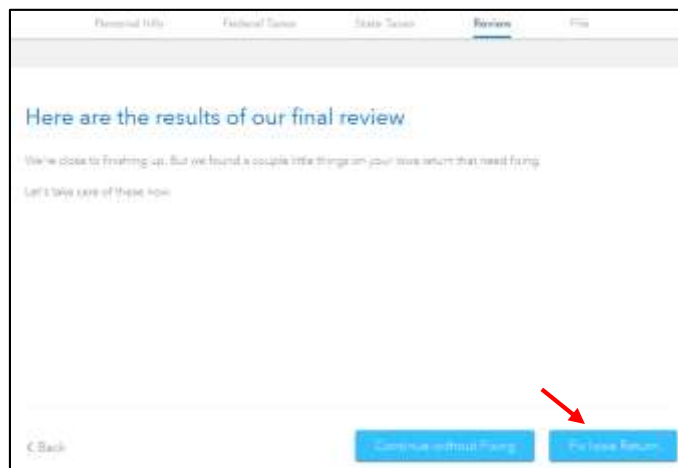 Personal Info Federal Taxes State Taxes Review File
Here are the results of our final review
We're close to finishing up. But we found a couple little things on your Iowa return that need fixing.
Let's take care of these now.
Back Continue without Fixing Fix Iowa Return